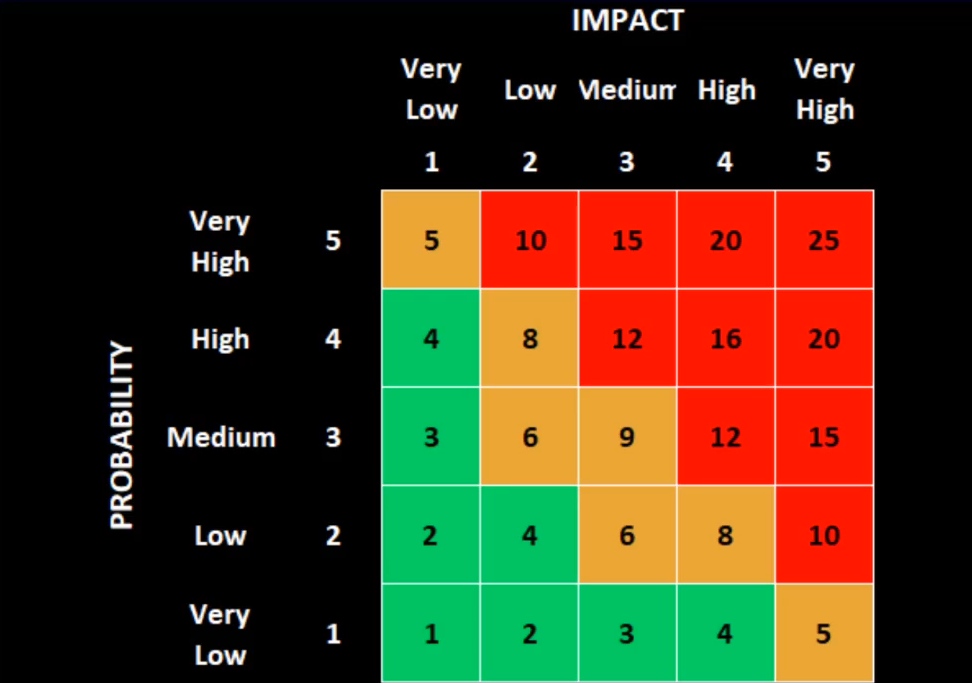 IMPACT
Very Low Low Medium High Very High
1 2 3 4 5
Very High 5 5 10 15 20 25
High 4 4 8 12 16 20
PROBABILITY
Medium 3 3 6 9 12 15
Low 2 2 4 6 8 10
Very Low 1 1 2 3 4 5